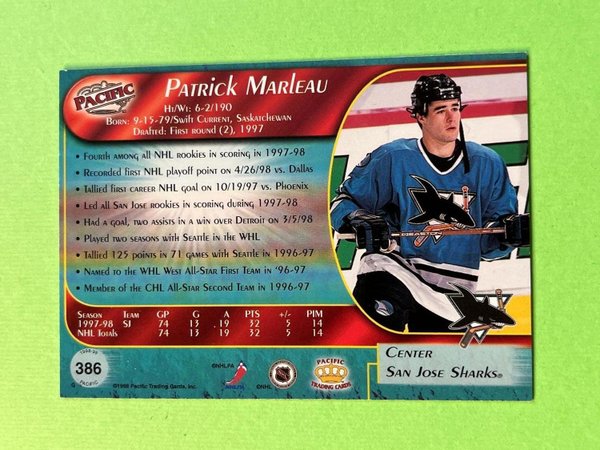 PACIFIC
Patrick Marleau
Ht/Wt: 6-2/190
Born: 9-15-79/Swift Current, Saskatchewan
Drafted: First round (2), 1997
• Fourth among all NHL rookies in scoring in 1997-98
• Recorded first NHL playoff point on 4/26/98 vs. Dallas
• Tallied first career NHL goal on 10/19/97 vs. Phoenix
• Led all San Jose rookies in scoring during 1997-98
• Had a goal, two assists in a win over Detroit on 3/5/98
• Played two seasons with Seattle in the WHL
• Tallied 125 points in 71 games with Seattle in 1996-97
• Named to the WHL West All-Star First Team in '96-97
• Member of the CHL All-Star Second Team in 1996-97
Season Team GP G A PTS +/- PIM
1997-98 SJ 74 13 19 32 5 14
NHL Totals 74 13 19 32 5 14
1998-99
386
PACIFIC
©1998 Pacific Trading Cards, Inc.
©NHLPA
NHLPA
©NHL
PACIFIC
TRADING CARDS
Center
San Jose Sharks®